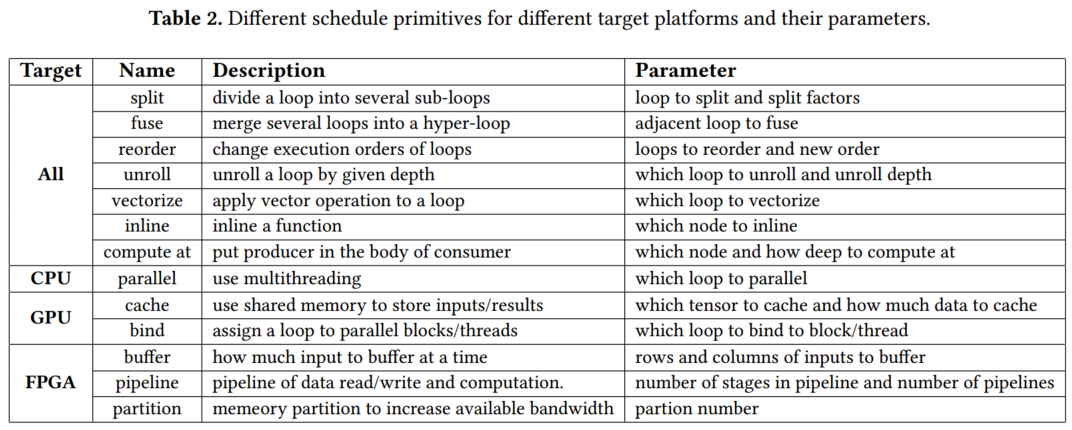 Table 2. Different schedule primitives for different target platforms and their parameters.
Target Name Description Parameter
All split divide a loop into several sub-loops loop to split and split factors
fuse merge several loops into a hyper-loop adjacent loop to fuse
reorder change execution orders of loops loops to reorder and new order
unroll unroll a loop by given depth which loop to unroll and unroll depth
vectorize apply vector operation to a loop which loop to vectorize
inline inline a function which node to inline
compute at put producer in the body of consumer which node and how deep to compute at
CPU parallel use multithreading which loop to parallel
GPU cache use shared memory to store inputs/results which tensor to cache and how much data to cache
bind assign a loop to parallel blocks/threads which loop to bind to block/thread
FPGA buffer how much input to buffer at a time rows and columns of inputs to buffer
pipeline pipeline of data read/write and computation. number of stages in pipeline and number of pipelines
partition memeory partition to increase available bandwidth partion number